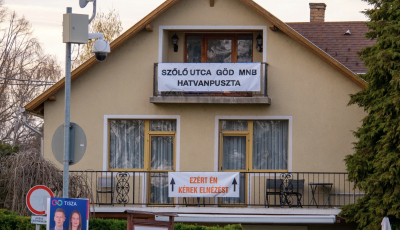 SZŐLŐ UTCA GÖD MNB
HATVANPUSZTA
EZÉRT ÉN
KÉREK ELNÉZÉST
TISZA